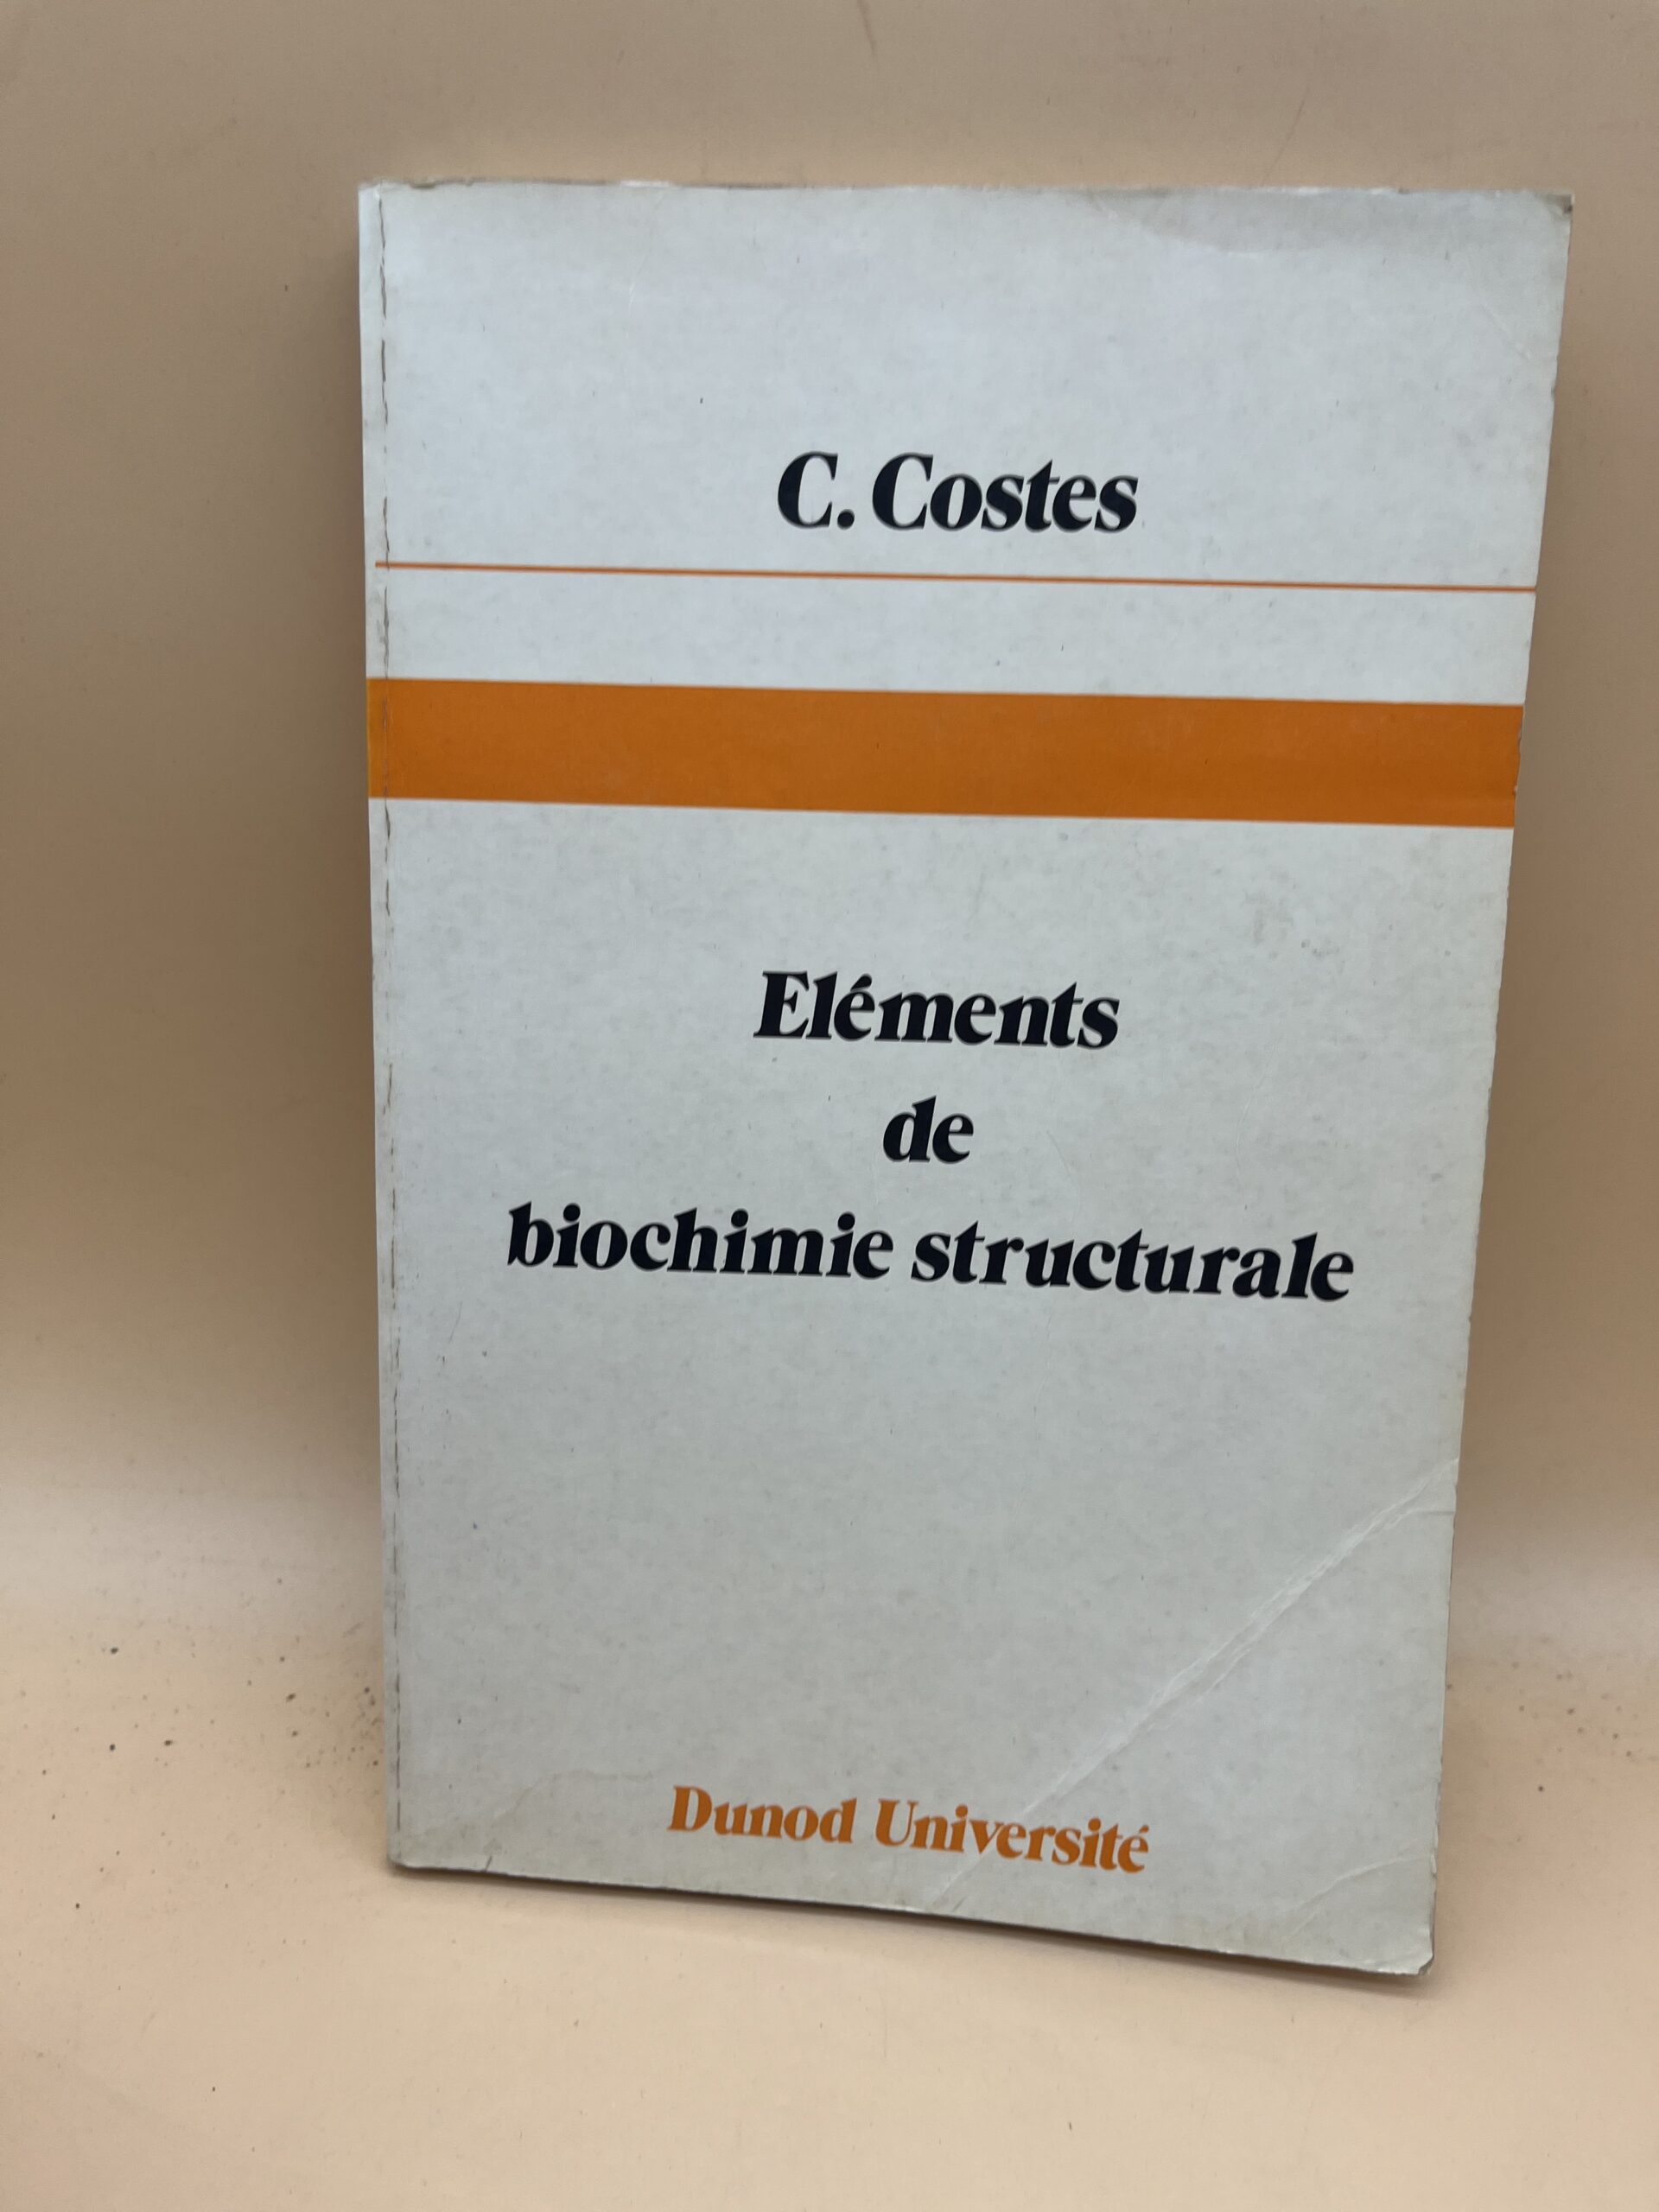 C. Costes
Eléments
de
biochimie structurale
Dunod Université